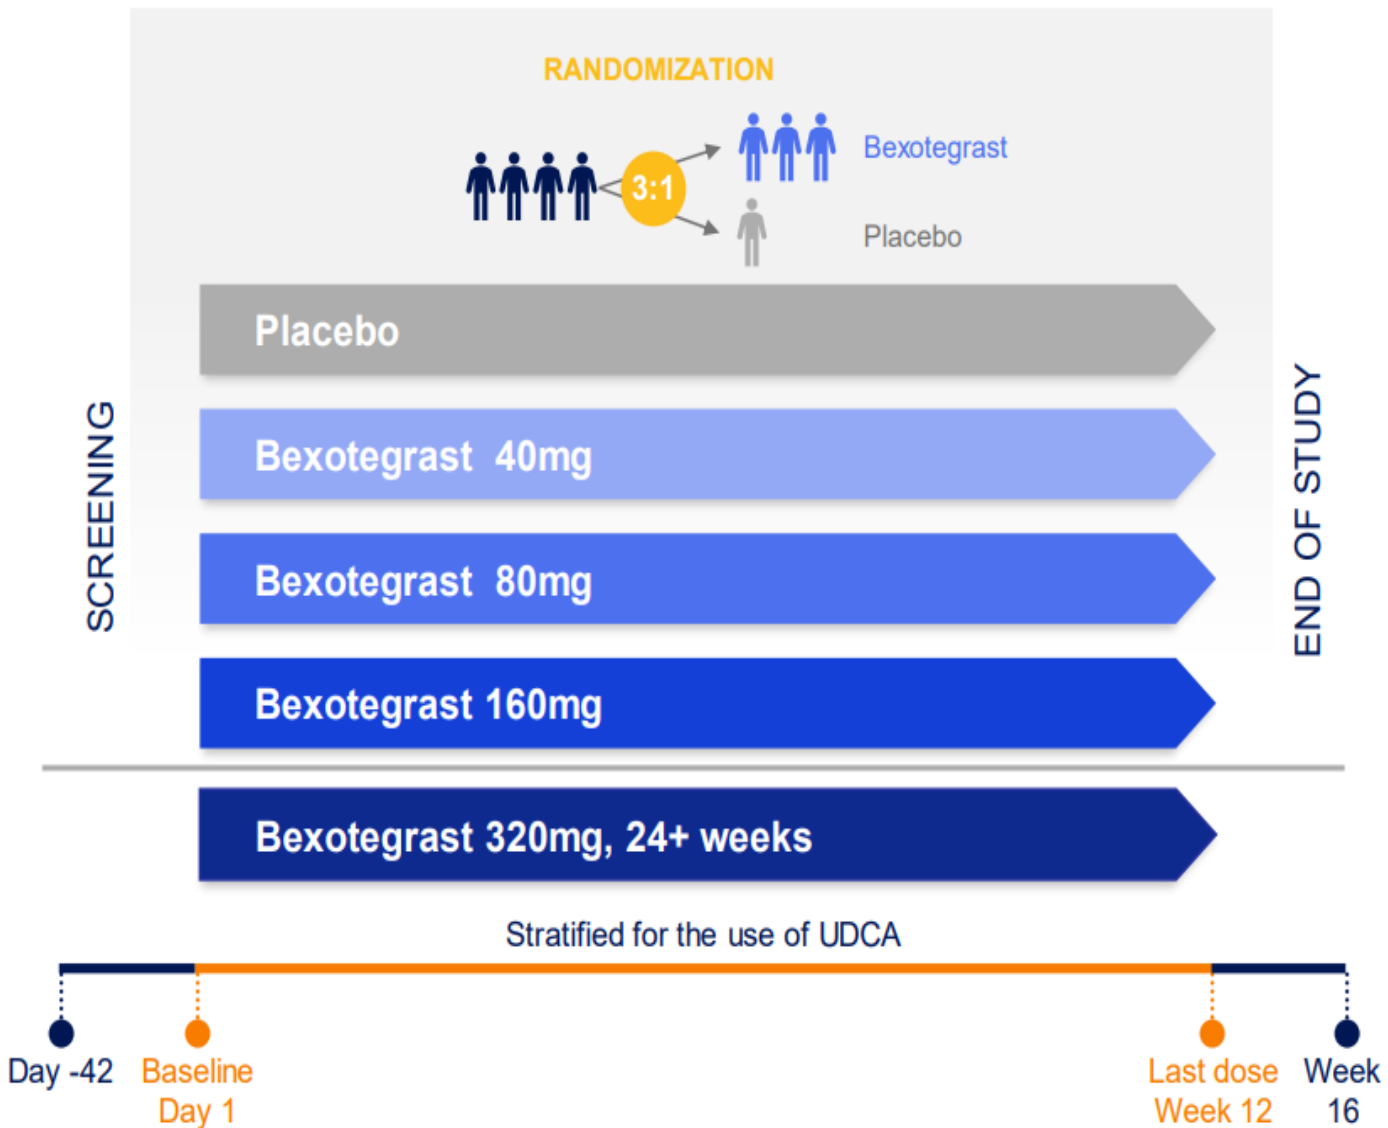 RANDOMIZATION
3:1
Bexotegrast
Placebo
Placebo
Bexotegrast 40mg
Bexotegrast 80mg
Bexotegrast 160mg
Bexotegrast 320mg, 24+ weeks
SCREENING
END OF STUDY
Stratified for the use of UDCA
Day -42
Baseline
Day 1
Last dose
Week 12
Week
16